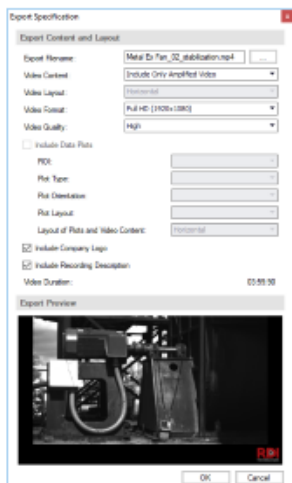 Export Specification
Export Content and Layout
Export Filename: Metal Ex Fan_02_stabilization.mp4 ...
Video Content: Include Only Amplified Video
Video Layout: Horizontal
Video Format: Full HD [1920x1080]
Video Quality: High
Include Data Plots
ROI:
Plot Type:
Plot Orientation:
Plot Layout:
Layout of Plots and Video Content: Horizontal
Include Company Logo
Include Recording Description
Video Duration:
Export Preview
RDI
OK Cancel